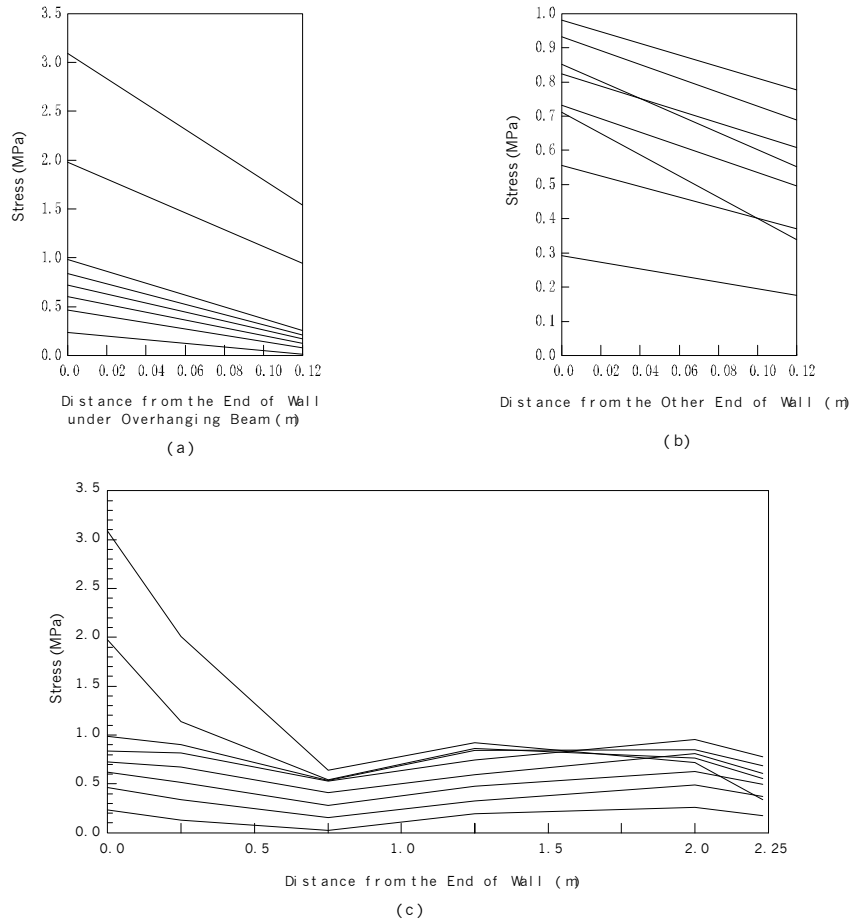 3.5
3.0
3.5
2.0
1.5
1.0
0.5
0.0
Stress (MPa)
0.0 0.02 0.04 0.06 0.08 0.10 0.12
Distance from the End of Wall
under Overhanging Beam (m)
(a)
1.0
0.9
0.8
0.7
0.6
0.5
0.4
0.3
0.2
0.1
0.0
Stress (MPa)
0.0 0.02 0.04 0.06 0.08 0.10 0.12
Distance from the Other End of Wall (m)
(b)
3.5
3.0
2.5
2.0
1.5
1.0
0.5
0.0
Stress (MPa)
0.0 0.5 1.0 1.5 2.0 2.25
Distance from the End of Wall (m)
(c)